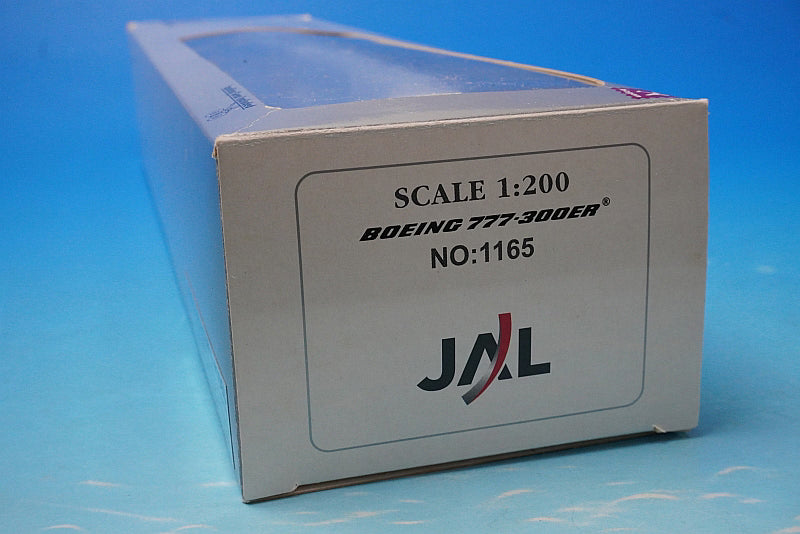 SCALE 1:200
BOEING 777-300ER®
NO:1165
JAL